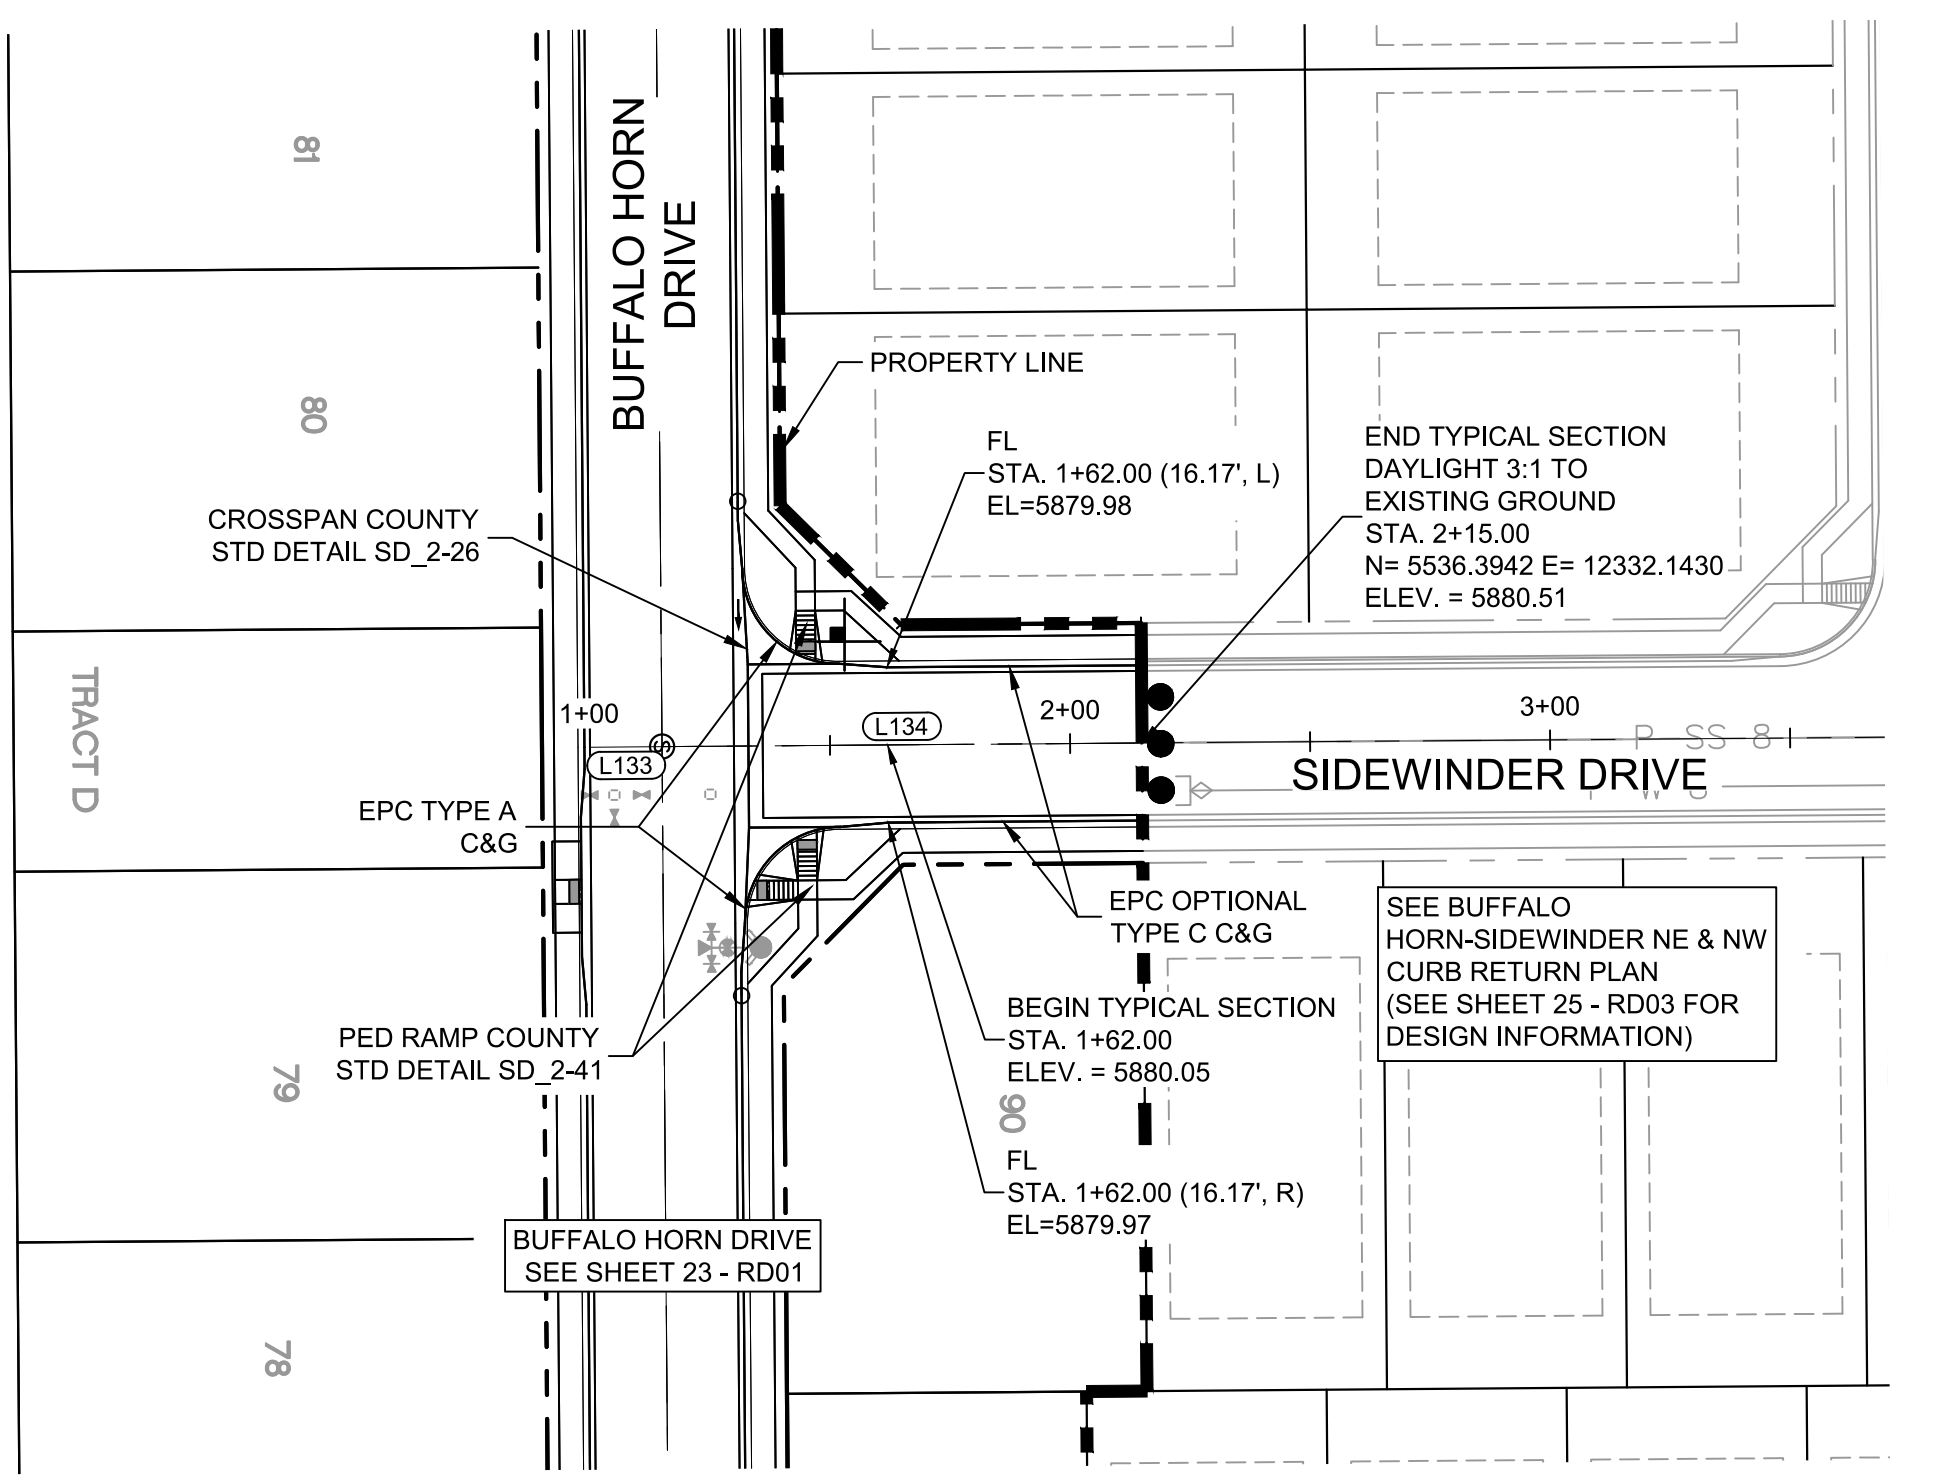 81
BUFFALO HORN
DRIVE
PROPERTY LINE
80
FL
STA. 1+62.00 (16.17', L)
EL=5879.98
END TYPICAL SECTION
DAYLIGHT 3:1 TO
EXISTING GROUND
STA. 2+15.00
N= 5536.3942 E= 12332.1430
ELEV. = 5880.51
CROSSPAN COUNTY
STD DETAIL SD_2-26
TRACT D
1+00
L134
2+00
3+00
S
P SS 8
L133
SIDEWINDER DRIVE
EPC TYPE A
C&G
EPC OPTIONAL
TYPE C C&G
SEE BUFFALO
HORN-SIDEWINDER NE & NW
CURB RETURN PLAN
(SEE SHEET 25 - RD03 FOR
DESIGN INFORMATION)
BEGIN TYPICAL SECTION
STA. 1+62.00
ELEV. = 5880.05
PED RAMP COUNTY
STD DETAIL SD_2-41
79
90
FL
STA. 1+62.00 (16.17', R)
EL=5879.97
BUFFALO HORN DRIVE
SEE SHEET 23 - RD01
78